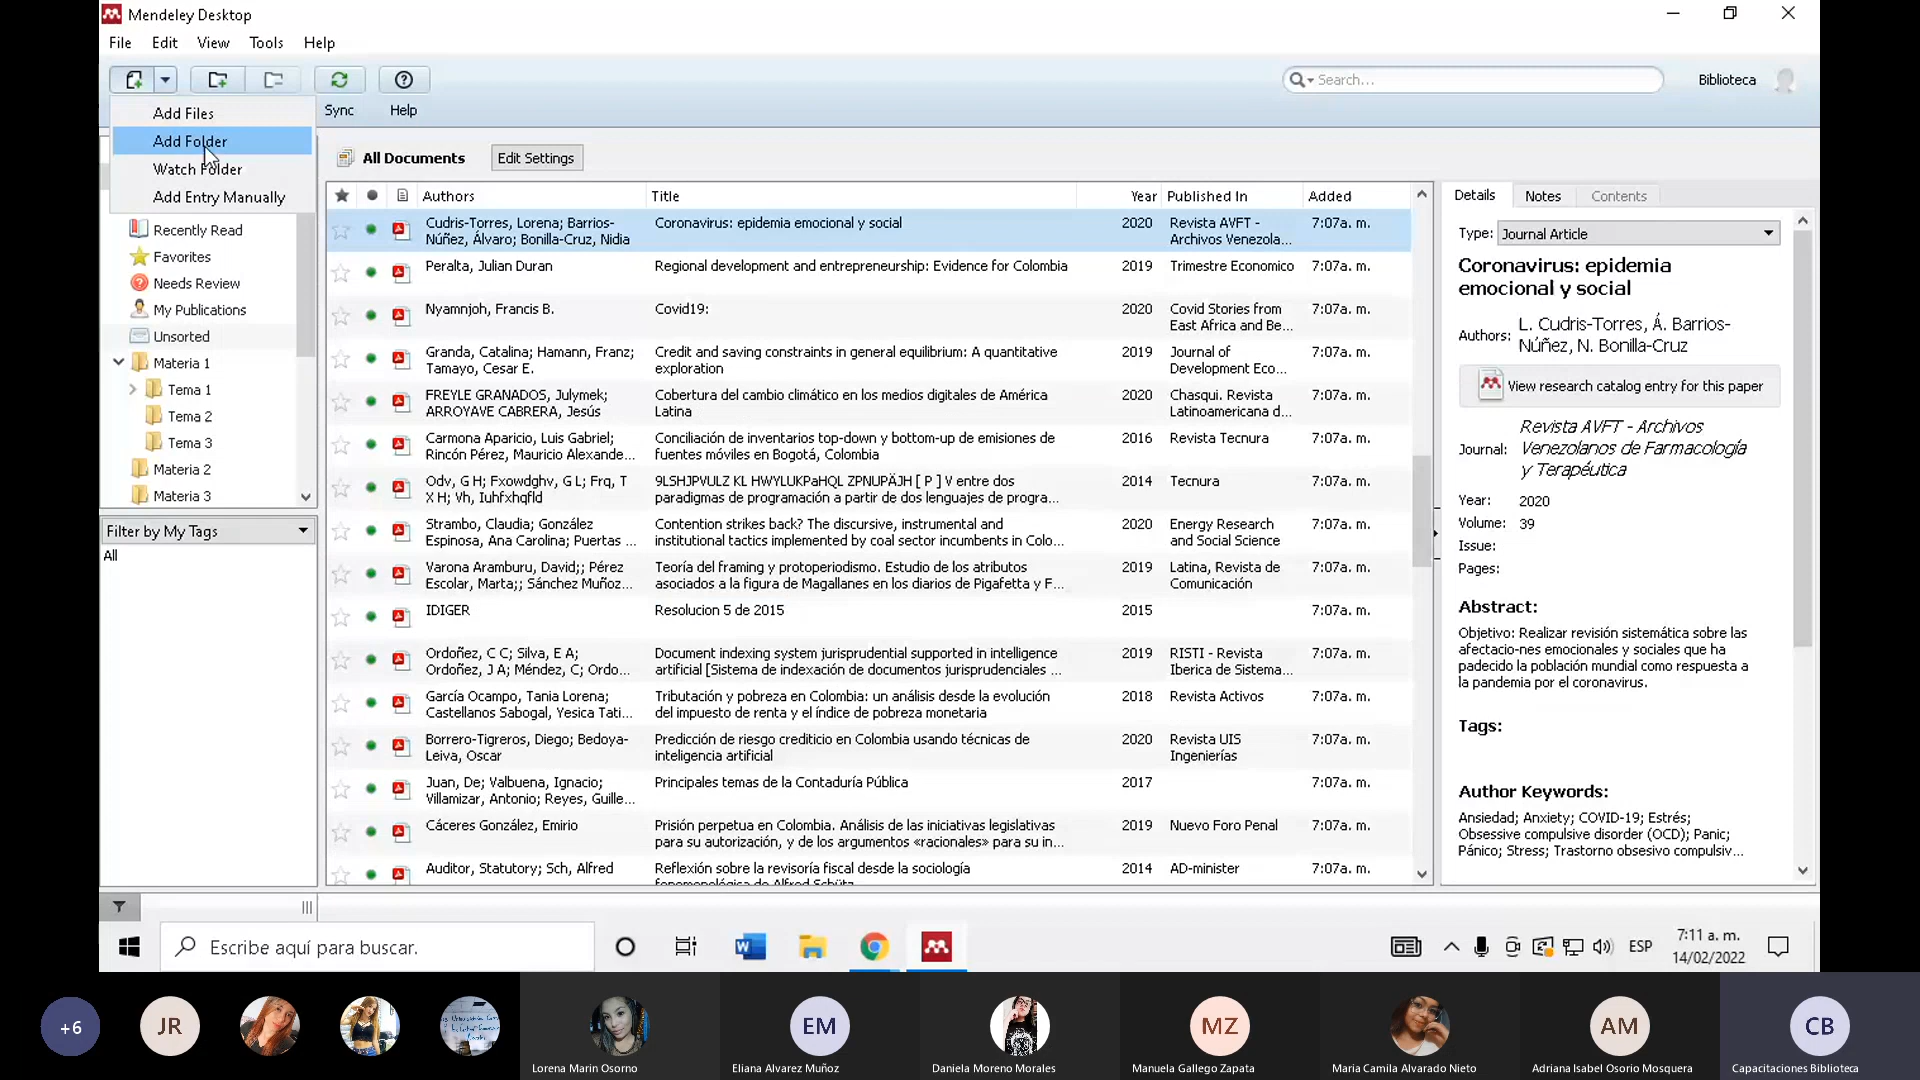 Mendeley Desktop
File Edit View Tools Help
Search...
Biblioteca
Sync
Help
Add Files
Add Folder
Watch Folder
Add Entry Manually
Recently Read
Favorites
Needs Review
My Publications
Unsorted
Materia 1
Tema 1
Tema 2
Tema 3
Materia 2
Materia 3
Filter by My Tags
All
All Documents
Edit Settings
Authors Title Year Published In Added
Cudris-Torres, Lorena; Barrios- Coronavirus: epidemia emocional y social 2020 Revista AVFT - 7:07a. m.
Núñez, Álvaro; Bonilla-Cruz, Nidia Archivos Venezola...
Peralta, Julian Duran Regional development and entrepreneurship: Evidence for Colombia 2019 Trimestre Economico 7:07a. m.
Nyamnjoh, Francis B. Covid19: 2020 Covid Stories from 7:07a. m.
East Africa and Be...
Granda, Catalina; Hamann, Franz; Credit and saving constraints in general equilibrium: A quantitative 2019 Journal of 7:07a. m.
Tamayo, Cesar E. exploration Development Eco...
FREYLE GRANADOS, Julymek; Cobertura del cambio climático en los medios digitales de América 2020 Chasqui. Revista 7:07a. m.
ARROYAVE CABRERA, Jesús Latina Latinoamericana d...
Carmona Aparicio, Luis Gabriel; Conciliación de inventarios top-down y bottom-up de emisiones de 2016 Revista Tecnura 7:07a. m.
Rincón Pérez, Mauricio Alexande... fuentes móviles en Bogotá, Colombia
Odv, G H; Fxowdghv, G L; Frq, T 9LSHJPVULZ KL HWYLUKPaHQL ZPNUPÄJH [ P ] V entre dos 2014 Tecnura 7:07a. m.
X H; Vh, Iuhfxhqfld paradigmas de programación a partir de dos lenguajes de progra...
Strambo, Claudia; González Contention strikes back? The discursive, instrumental and 2020 Energy Research 7:07a. m.
Espinosa, Ana Carolina; Puertas ... institutional tactics implemented by coal sector incumbents in Colo... and Social Science
Varona Aramburu, David;; Pérez Teoría del framing y protoperiodismo. Estudio de los atributos 2019 Latina, Revista de 7:07a. m.
Escolar, Marta;; Sánchez Muñoz... asociados a la figura de Magallanes en los diarios de Pigafetta y F... Comunicación
IDIGER Resolucion 5 de 2015 2015 7:07a. m.
Ordoñez, C C; Silva, E A; Document indexing system jurisprudential supported in intelligence 2019 RISTI - Revista 7:07a. m.
Ordoñez, J A; Méndez, C; Ordo... artificial [Sistema de indexación de documentos jurisprudenciales ... Iberica de Sistema...
García Ocampo, Tania Lorena; Tributación y pobreza en Colombia: un análisis desde la evolución 2018 Revista Activos 7:07a. m.
Castellanos Sabogal, Yesica Tati... del impuesto de renta y el índice de pobreza monetaria
Borrero-Tigreros, Diego; Bedoya- Predicción de riesgo crediticio en Colombia usando técnicas de 2020 Revista UIS 7:07a. m.
Leiva, Oscar inteligencia artificial Ingenierías
Juan, De; Valbuena, Ignacio; Principales temas de la Contaduría Pública 2017 7:07a. m.
Villamizar, Antonio; Reyes, Guille...
Cáceres González, Emirio Prisión perpetua en Colombia. Análisis de las iniciativas legislativas 2019 Nuevo Foro Penal 7:07a. m.
para su autorización, y de los argumentos «racionales» para su in...
Auditor, Statutory; Sch, Alfred Reflexión sobre la revisoría fiscal desde la sociología 2014 AD-minister 7:07a. m.
fenomenológica de Alfred Schütz
Details Notes Contents
Type: Journal Article
Coronavirus: epidemia
emocional y social
Authors: L. Cudris-Torres, Á. Barrios-
Núñez, N. Bonilla-Cruz
View research catalog entry for this paper
Journal: Revista AVFT - Archivos
Venezolanos de Farmacología
y Terapéutica
Year: 2020
Volume: 39
Issue:
Pages:
Abstract:
Objetivo: Realizar revisión sistemática sobre las
afectacio-nes emocionales y sociales que ha
padecido la población mundial como respuesta a
la pandemia por el coronavirus.
Tags:
Author Keywords:
Ansiedad; Anxiety; COVID-19; Estrés;
Obsessive compulsive disorder (OCD); Panic;
Pánico; Stress; Trastorno obsesivo compulsiv...
Escribe aquí para buscar.
ESP
7:11 a. m.
14/02/2022
+6
JR
EM
MZ
AM
CB
Lorena Marin Osorno
Eliana Alvarez Muñoz
Daniela Moreno Morales
Manuela Gallego Zapata
Maria Camila Alvarado Nieto
Adriana Isabel Osorio Mosquera
Capacitaciones Biblioteca